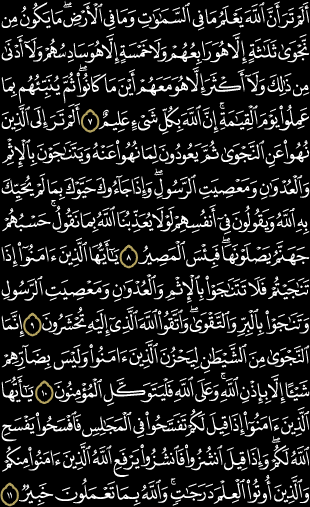 أَلَمْ تَرَ أَنَّ ٱللَّهَ يَعْلَمُ مَا فِى ٱلسَّمَٰوَٰتِ وَمَا فِى ٱلْأَرْضِ ۖ مَا يَكُونُ مِن
نَّجْوَىٰ ثَلَٰثَةٍ إِلَّا هُوَ رَابِعُهُمْ وَلَا خَمْسَةٍ إِلَّا هُوَ سَادِسُهُمْ وَلَآ أَدْنَىٰ
مِن ذَٰلِكَ وَلَآ أَكْثَرَ إِلَّا هُوَ مَعَهُمْ أَيْنَ مَا كَانُوا۟ ۖ ثُمَّ يُنَبِّئُهُم بِمَا
عَمِلُوا۟ يَوْمَ ٱلْقِيَٰمَةِ ۚ إِنَّ ٱللَّهَ بِكُلِّ شَىْءٍ عَلِيمٌ ٧ أَلَمْ تَرَ إِلَى ٱلَّذِينَ
نُهُوا۟ عَنِ ٱلنَّجْوَىٰ ثُمَّ يَعُودُونَ لِمَا نُهُوا۟ عَنْهُ وَيَتَنَٰجَوْنَ بِٱلْإِثْمِ
وَٱلْعُدْوَٰنِ وَمَعْصِيَتِ ٱلرَّسُولِ وَإِذَا جَآءُوكَ حَيَّوْكَ بِمَا لَمْ يُحَيِّكَ
بِهِ ٱللَّهُ وَيَقُولُونَ فِىٓ أَنفُسِهِمْ لَوْلَا يُعَذِّبُنَا ٱللَّهُ بِمَا نَقُولُ ۚ حَسْبُهُمْ
جَهَنَّمُ يَصْلَوْنَهَا ۖ فَبِئْسَ ٱلْمَصِيرُ ٨ يَٰٓأَيُّهَا ٱلَّذِينَ ءَامَنُوٓا۟ إِذَا
تَنَٰجَيْتُمْ فَلَا تَتَنَٰجَوْا۟ بِٱلْإِثْمِ وَٱلْعُدْوَٰنِ وَمَعْصِيَتِ ٱلرَّسُولِ
وَتَنَٰجَوْا۟ بِٱلْبِرِّ وَٱلتَّقْوَىٰ ۖ وَٱتَّقُوا۟ ٱللَّهَ ٱلَّذِىٓ إِلَيْهِ تُحْشَرُونَ ٩ إِنَّمَا
ٱلنَّجْوَىٰ مِنَ ٱلشَّيْطَٰنِ لِيَحْزُنَ ٱلَّذِينَ ءَامَنُوا۟ وَلَيْسَ بِضَآرِّهِمْ
شَيْـًٔا إِلَّا بِإِذْنِ ٱللَّهِ ۚ وَعَلَى ٱللَّهِ فَلْيَتَوَكَّلِ ٱلْمُؤْمِنُونَ ١٠ يَٰٓأَيُّهَا
ٱلَّذِينَ ءَامَنُوٓا۟ إِذَا قِيلَ لَكُمْ تَفَسَّحُوا۟ فِى ٱلْمَجَٰلِسِ فَٱفْسَحُوا۟ يَفْسَحِ
ٱللَّهُ لَكُمْ ۖ وَإِذَا قِيلَ ٱنشُزُوا۟ فَٱنشُزُوا۟ يَرْفَعِ ٱللَّهُ ٱلَّذِينَ ءَامَنُوا۟ مِنكُمْ
وَٱلَّذِينَ أُوتُوا۟ ٱلْعِلْمَ دَرَجَٰتٍ ۚ وَٱللَّهُ بِمَا تَعْمَلُونَ خَبِيرٌ ١١